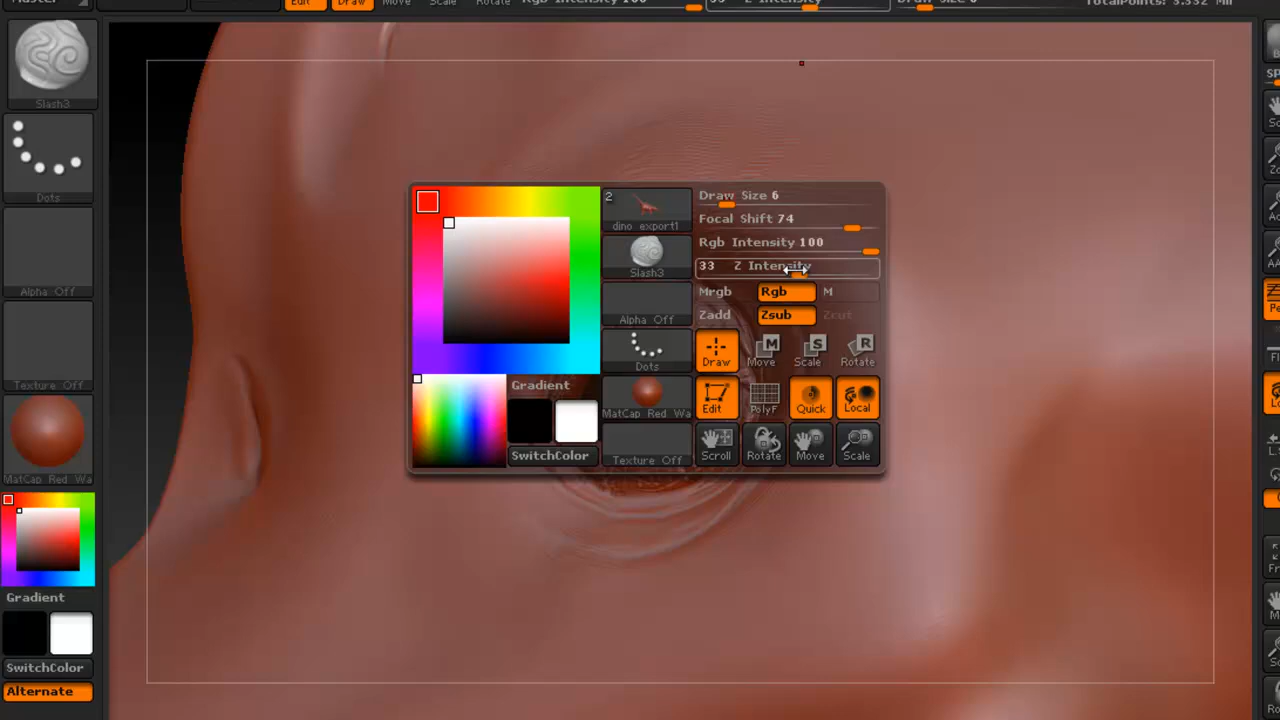 Master
Edit
Draw
Move
Scale
Rotate
Rgb Intensity 100
33 Z Intensity
Draw Size 6
TotalPoints: 3.332 Mil
Slash3
Dots
Alpha Off
Texture Off
MatCap Red Wa
Gradient
SwitchColor
Alternate
Gradient
SwitchColor
2
dino_export1
Slash3
Alpha Off
Dots
MatCap Red Wa
Texture Off
Draw Size 6
Focal Shift 74
Rgb Intensity 100
33 Z Intensity
Mrgb Rgb M
Zadd Zsub Zcut
Draw Move Scale Rotate
Edit PolyF Quick Local
Scroll Rotate Move Scale
SP